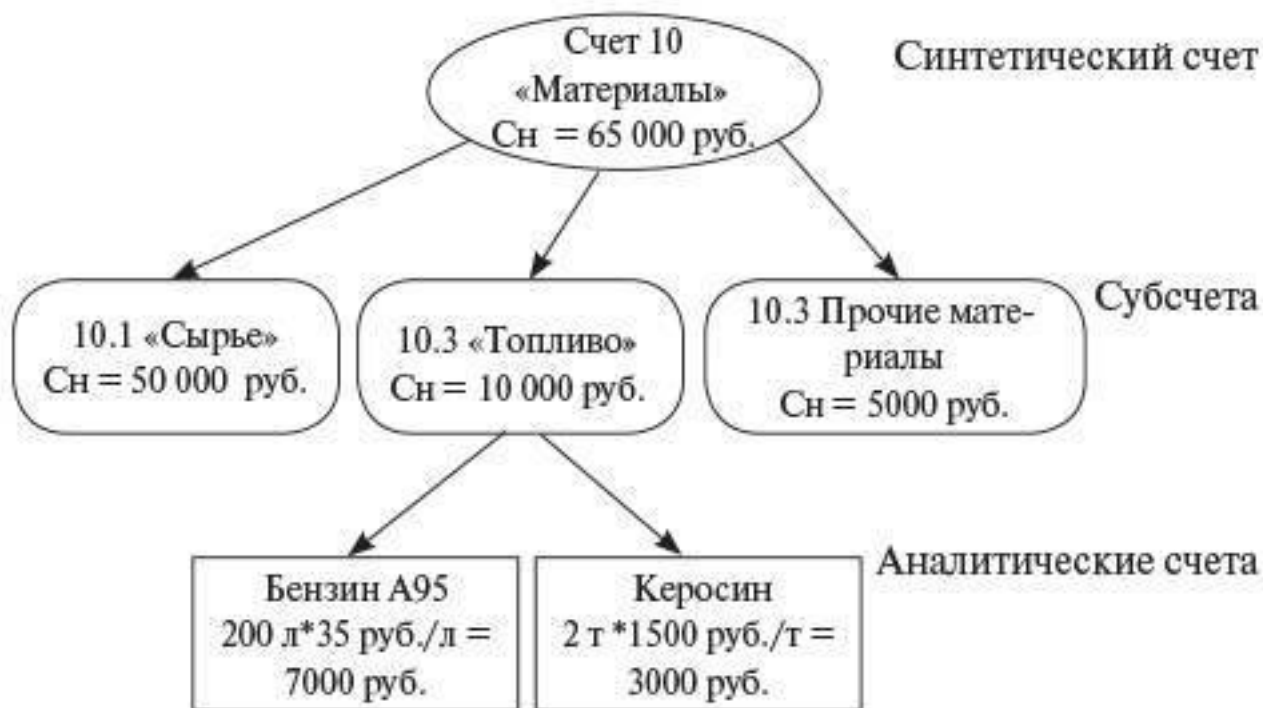 Счет 10
«Материалы»
Сн = 65 000 руб.
Синтетический счет
10.1 «Сырье»
Сн = 50 000 руб.
10.3 «Топливо»
Сн = 10 000 руб.
10.3 Прочие мате-
риалы
Сн = 5000 руб.
Субсчета
Бензин А95
200 л*35 руб./л =
7000 руб.
Керосин
2 т *1500 руб./т =
3000 руб.
Аналитические счета